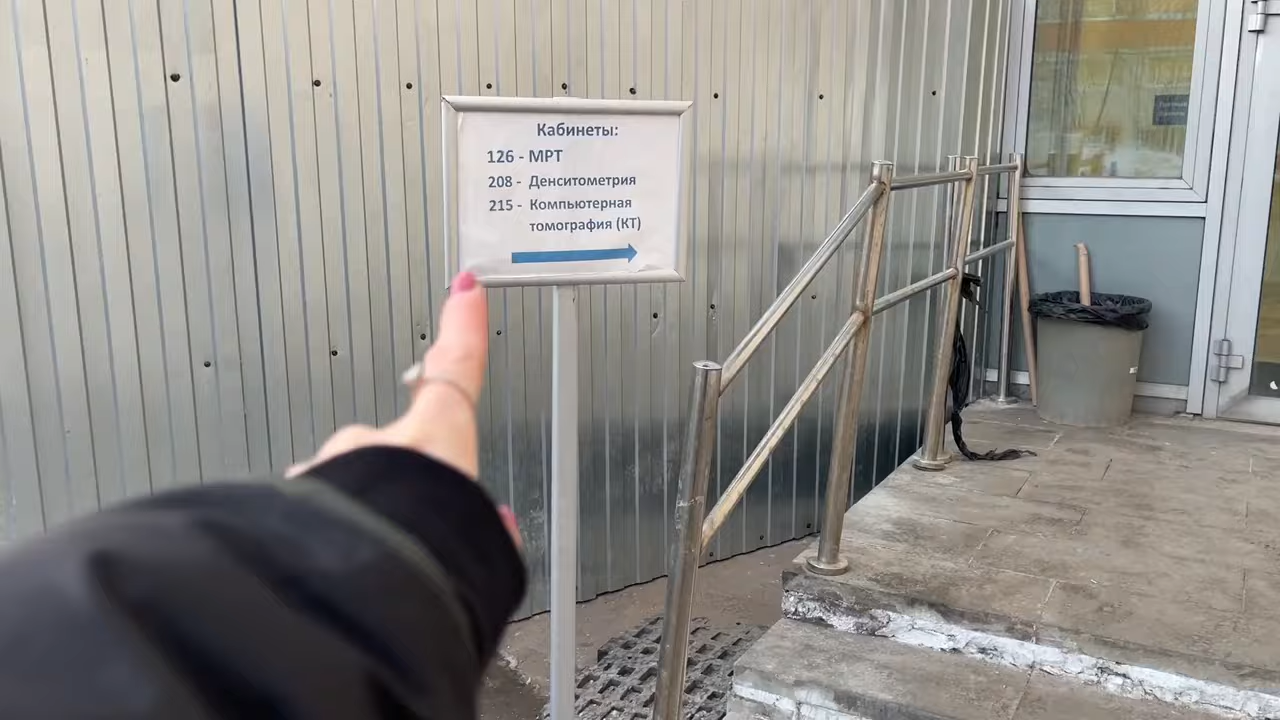 Кабинеты:
126 - МРТ
208 - Денситометрия
215 - Компьютерная
томография (КТ)